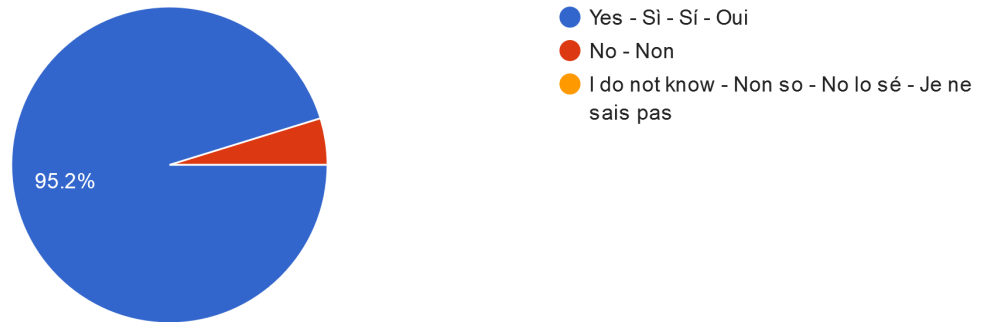 95.2%
Yes - Sì - Sí - Oui
No - Non
I do not know - Non so - No lo sé - Je ne
sais pas